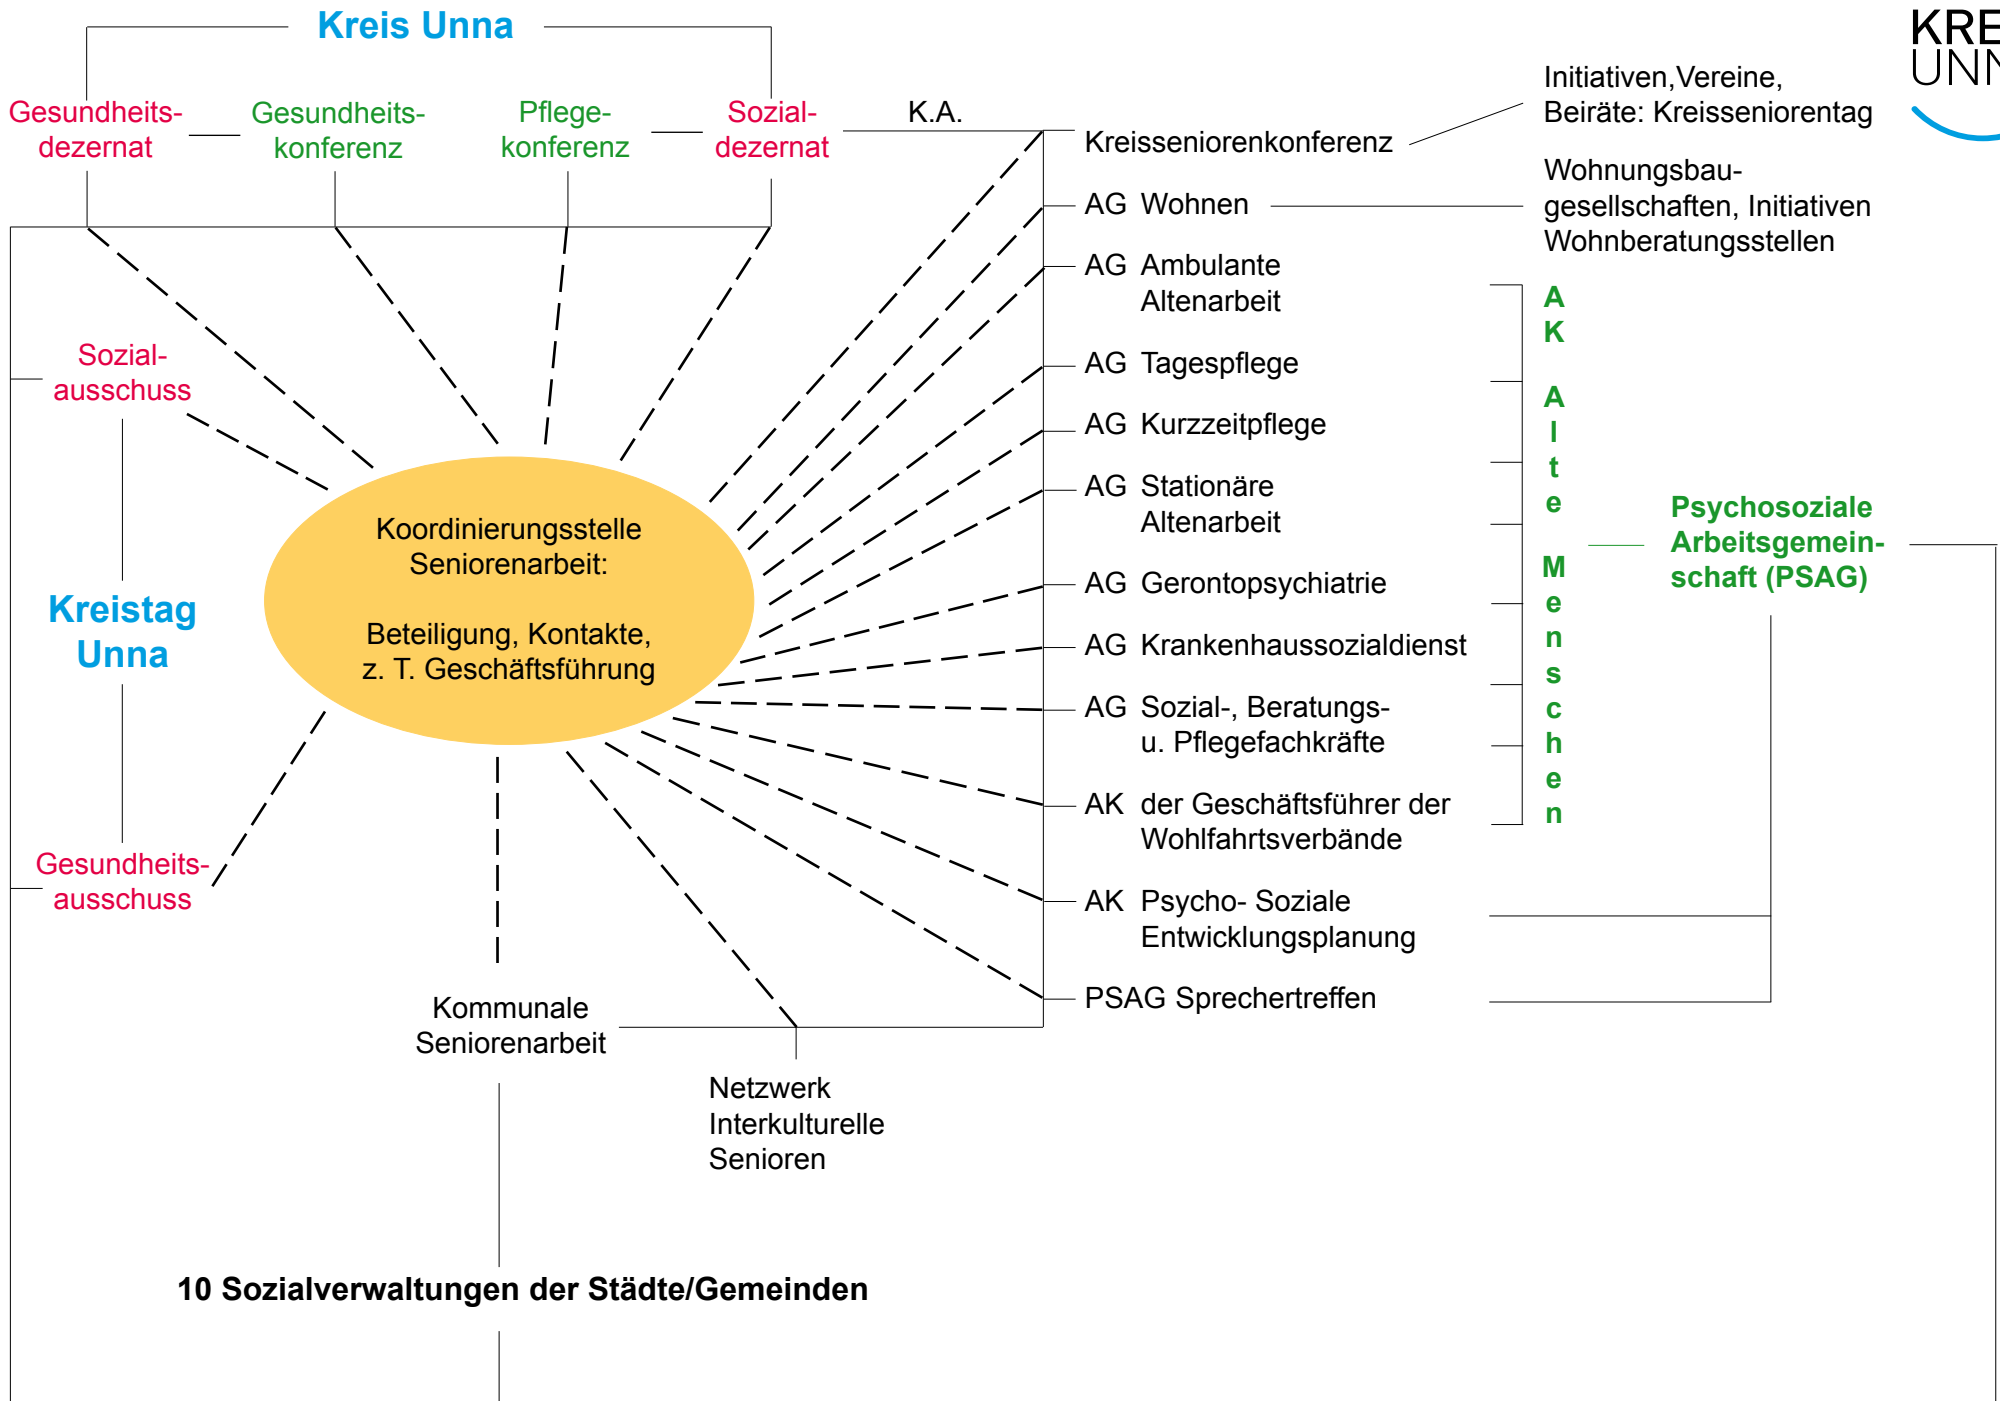 Kreis Unna
KRE
UNN
Gesundheits-
dezernat
Gesundheits-
konferenz
Pflege-
konferenz
Sozial-
dezernat
K.A.
Kreisseniorenkonferenz
Initiativen,Vereine,
Beiräte: Kreisseniorentag
AG Wohnen
Wohnungsbau-
gesellschaften, Initiativen
Wohnberatungsstellen
AG Ambulante
Altenarbeit
AG Tagespflege
AG Kurzzeitpflege
AG Stationäre
Altenarbeit
AG Gerontopsychiatrie
AG Krankenhaussozialdienst
AG Sozial-, Beratungs-
u. Pflegefachkräfte
AK der Geschäftsführer der
Wohlfahrtsverbände
AK Psycho- Soziale
Entwicklungsplanung
PSAG Sprechertreffen
AK Alte Menschen
Psychosoziale
Arbeitsgemein-
schaft (PSAG)
Sozial-
ausschuss
Kreistag
Unna
Gesundheits-
ausschuss
Koordinierungsstelle
Seniorenarbeit:
Beteiligung, Kontakte,
z. T. Geschäftsführung
Kommunale
Seniorenarbeit
Netzwerk
Interkulturelle
Senioren
10 Sozialverwaltungen der Städte/Gemeinden